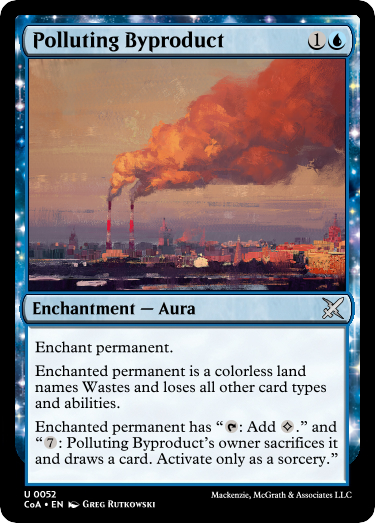 Polluting Byproduct 1
Enchantment — Aura
Enchant permanent.
Enchanted permanent is a colorless land
names Wastes and loses all other card types
and abilities.
Enchanted permanent has “: Add .” and
“7: Polluting Byproduct’s owner sacrifices it
and draws a card. Activate only as a sorcery.”
U 0052
CoA • EN Greg Rutkowski
Mackenzie, McGrath & Associates LLC